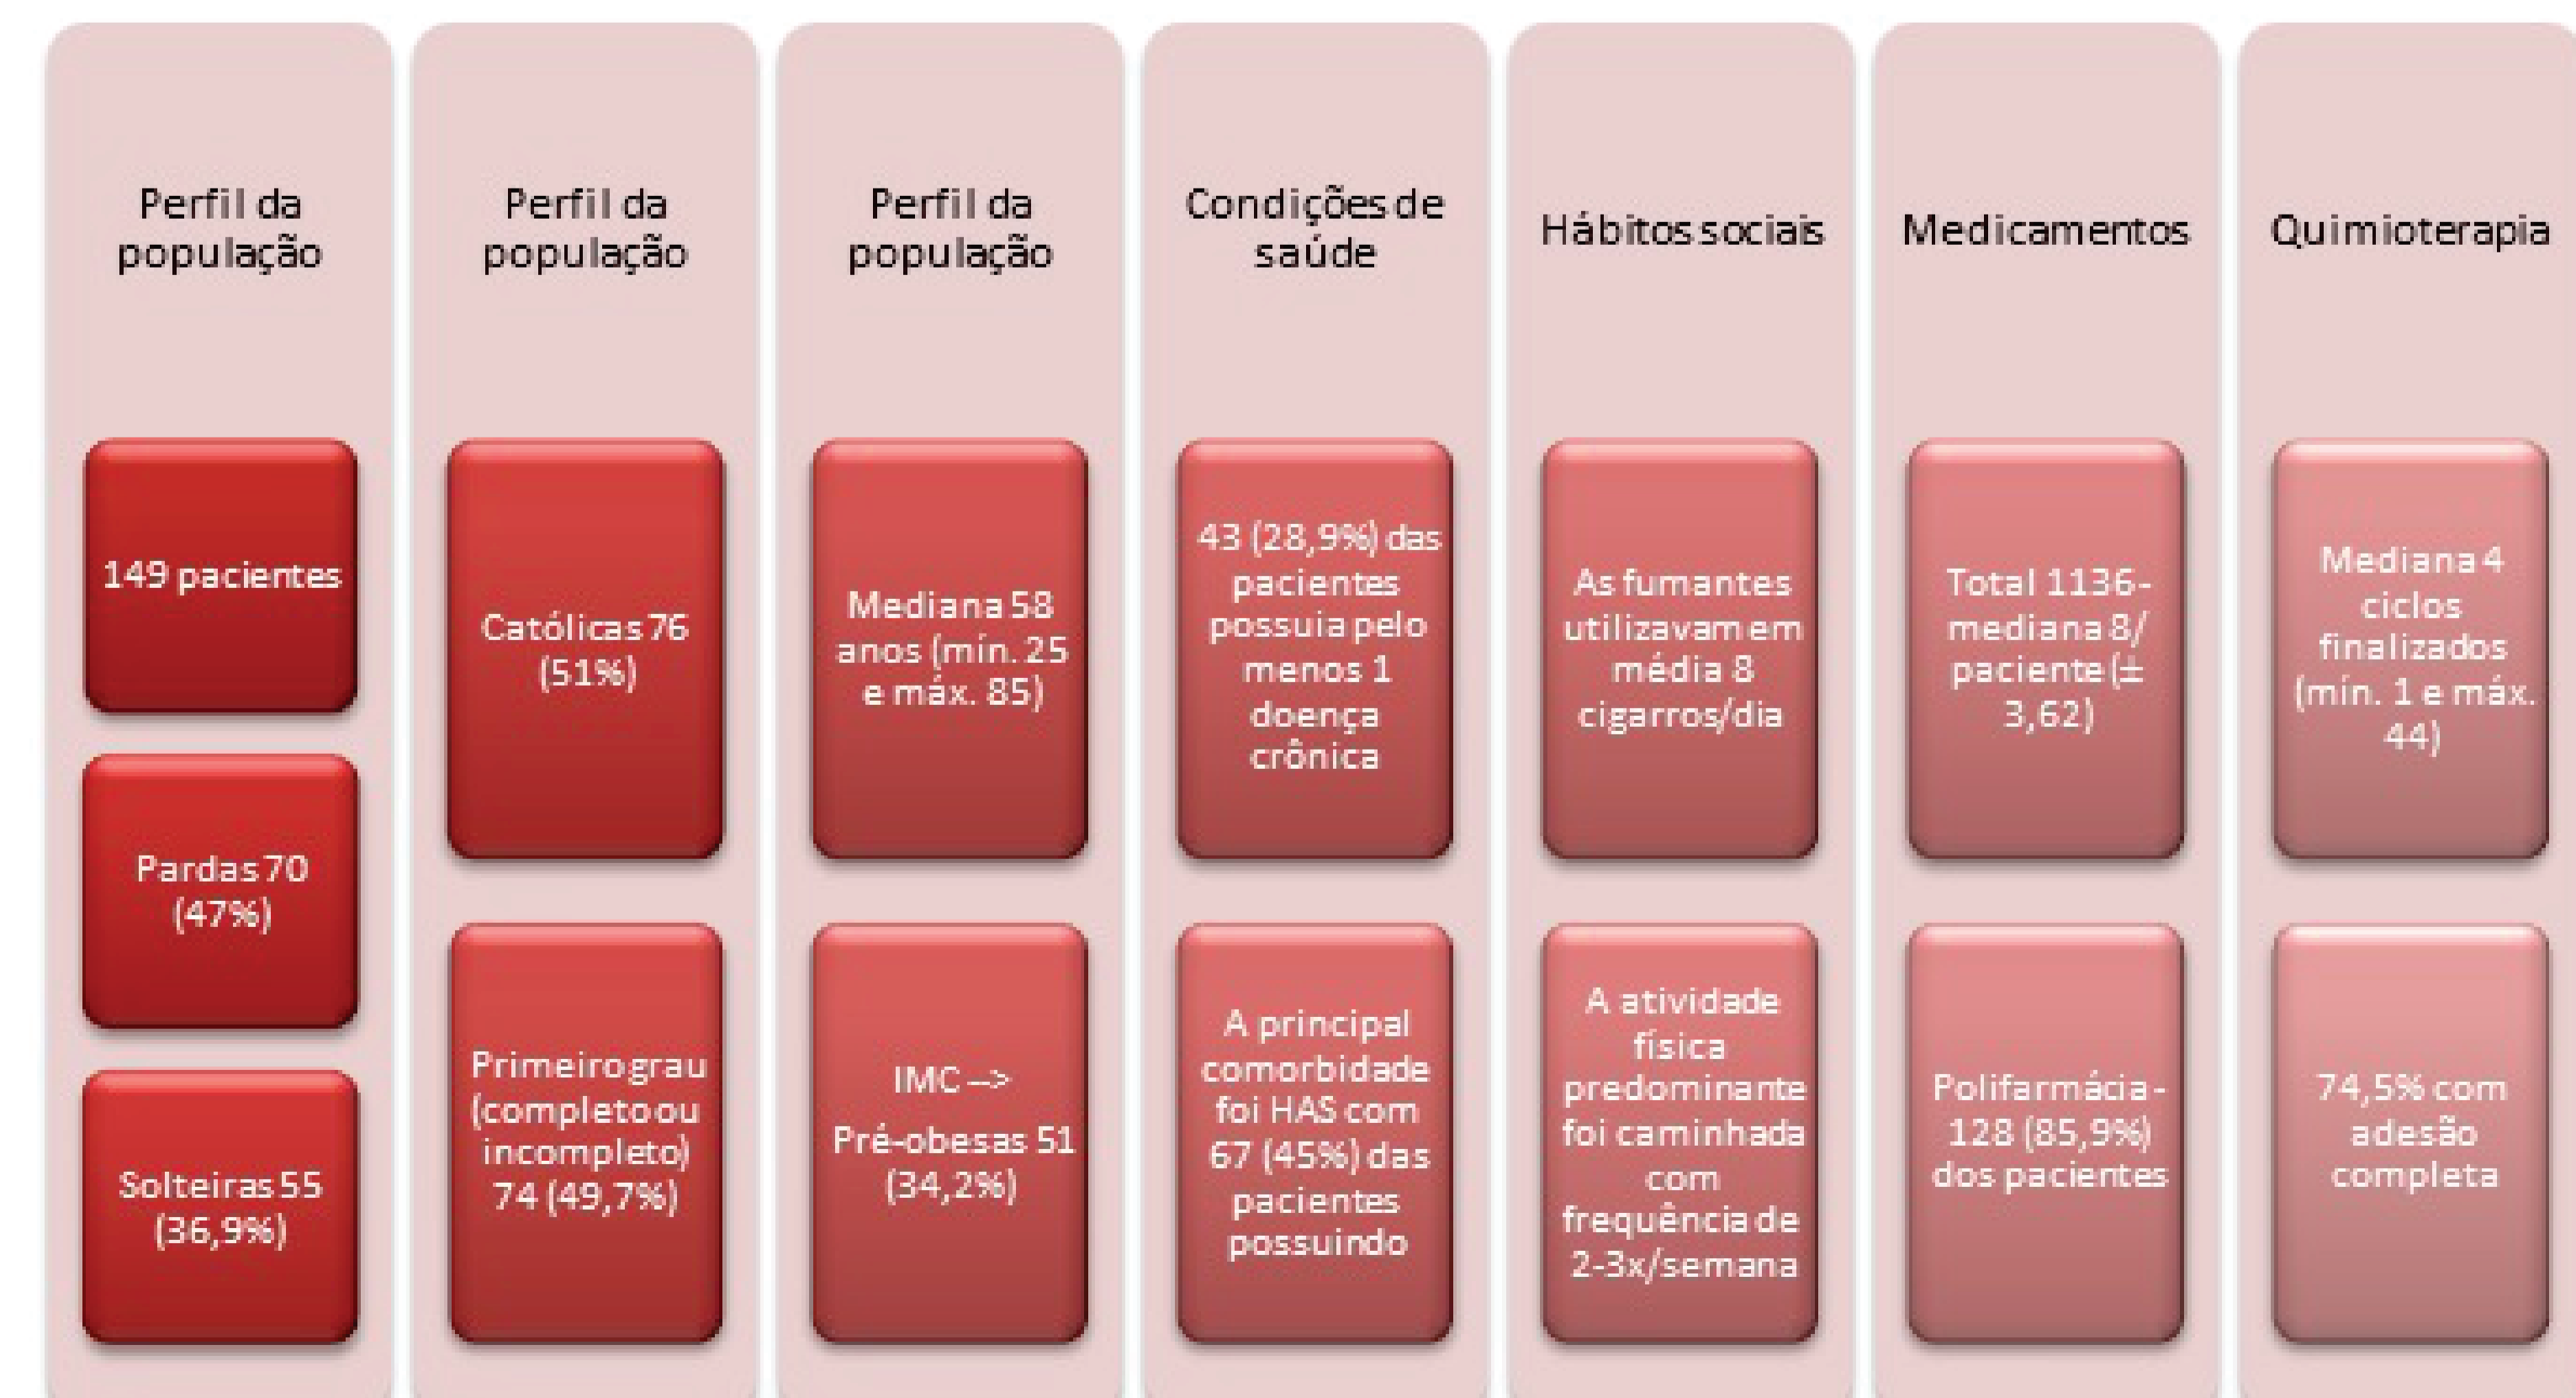 Perfil da
população
149 pacientes
Pardas 70
(47%)
Solteiras 55
(36,9%)
Perfil da
população
Católicas 76
(51%)
Primeiro grau
(completo ou
incompleto)
74 (49,7%)
Perfil da
população
Mediana 58
anos (mín. 25
e máx. 85)
IMC -->
Pré-obesas 51
(34,2%)
Condições de
saúde
43 (28,9%) das
pacientes
possuia pelo
menos 1
doença
crônica
A principal
comorbidade
foi HAS com
67 (45%) das
pacientes
possuindo
Hábitos sociais
As fumantes
utilizavam em
média 8
cigarros/dia
A atividade
física
predominante
foi caminhada
com
frequência de
2-3x/semana
Medicamentos
Total 1136-
mediana 8/
paciente (±
3,62)
Polifarmácia -
128 (85,9%)
dos pacientes
Quimioterapia
Mediana 4
ciclos
finalizados
(mín. 1 e máx.
44)
74,5% com
adesão
completa